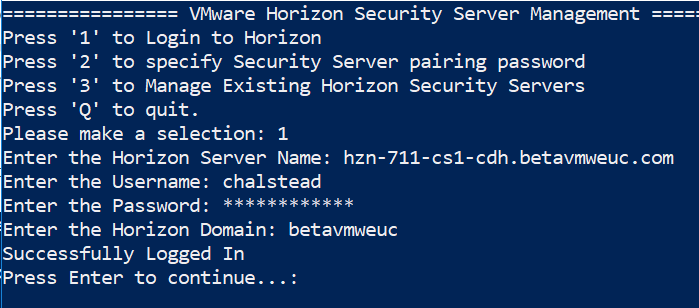 ================ VMware Horizon Security Server Management =====
Press '1' to Login to Horizon
Press '2' to specify Security Server pairing password
Press '3' to Manage Existing Horizon Security Servers
Press 'Q' to quit.
Please make a selection: 1
Enter the Horizon Server Name: hzn-711-cs1-cdh.betavmweuc.com
Enter the Username: chalstead
Enter the Password: ************
Enter the Horizon Domain: betavmweuc
Successfully Logged In
Press Enter to continue...: